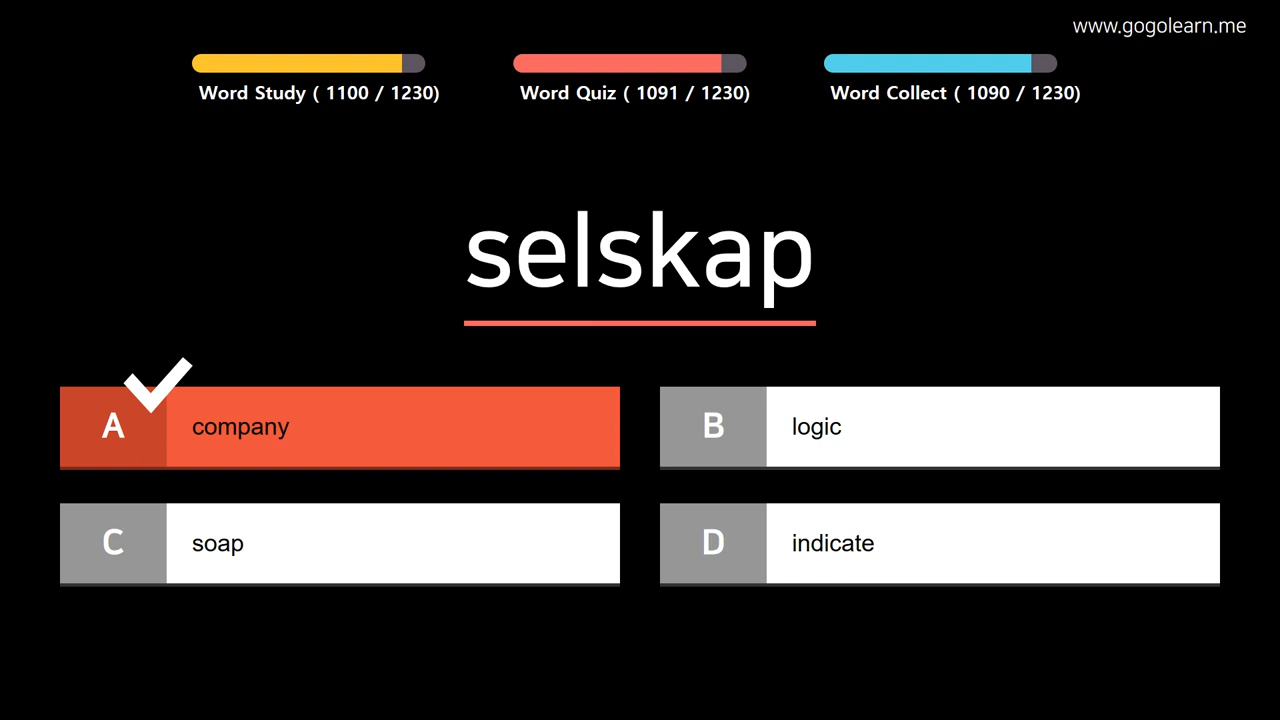 www.gogolearn.me
Word Study ( 1100 / 1230)
Word Quiz ( 1091 / 1230)
Word Collect ( 1090 / 1230)
selskap
A company
B logic
C soap
D indicate